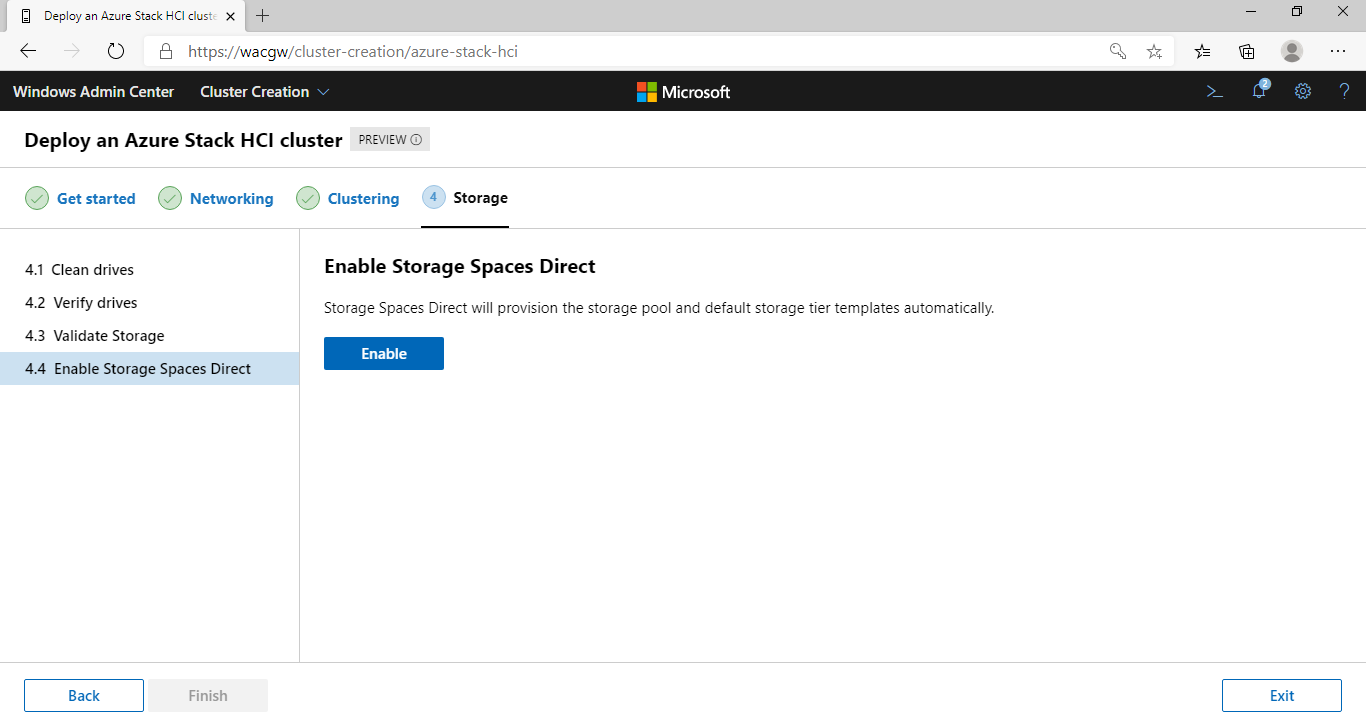 Deploy an Azure Stack HCI cluste
https://wacgw/cluster-creation/azure-stack-hci
Windows Admin Center Cluster Creation Microsoft 2 ?
Deploy an Azure Stack HCI cluster PREVIEW
Get started Networking Clustering 4 Storage
4.1 Clean drives
4.2 Verify drives
4.3 Validate Storage
4.4 Enable Storage Spaces Direct
Enable Storage Spaces Direct
Storage Spaces Direct will provision the storage pool and default storage tier templates automatically.
Enable
Back Finish Exit